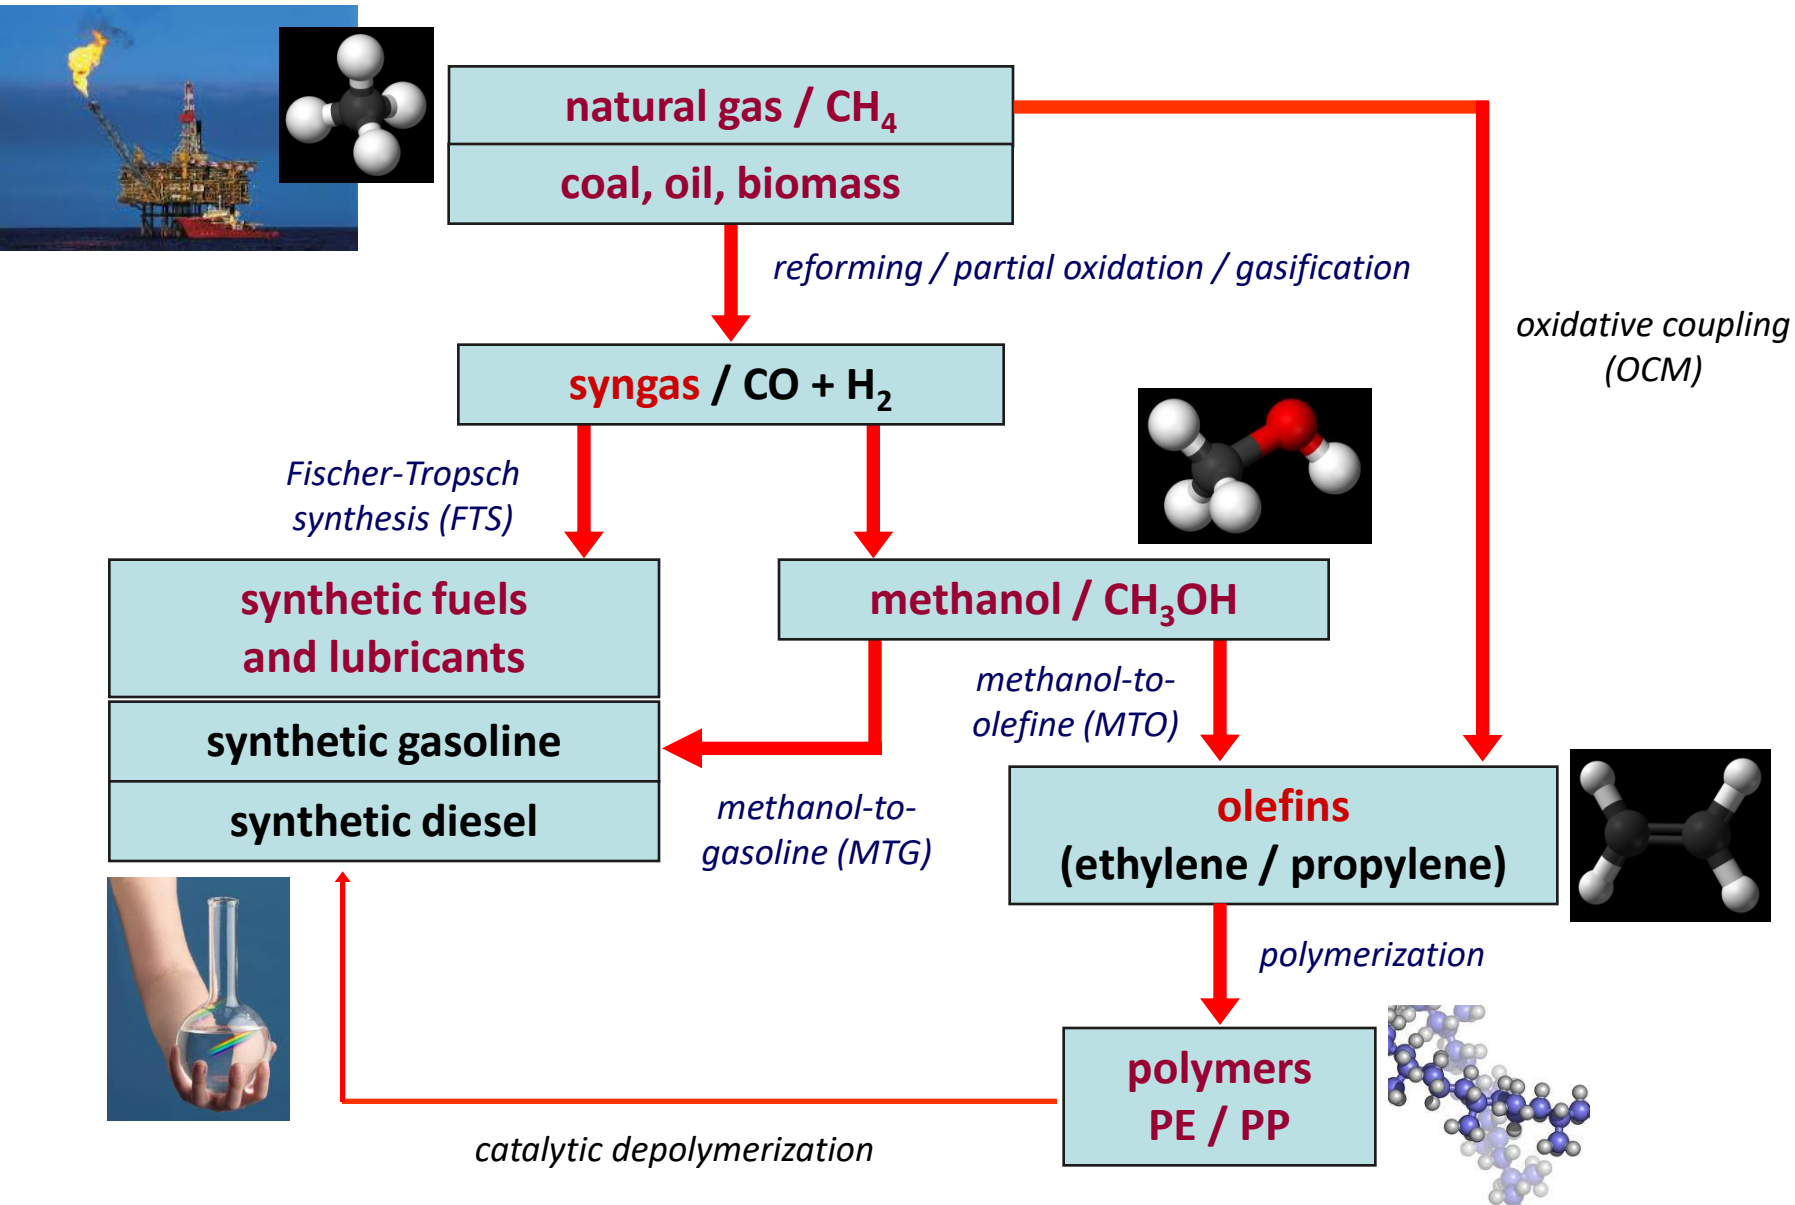 natural gas / CH4
coal, oil, biomass
reforming / partial oxidation / gasification
oxidative coupling
(OCM)
syngas / CO + H2
Fischer-Tropsch
synthesis (FTS)
synthetic fuels
and lubricants
methanol / CH3OH
methanol-to-
olefine (MTO)
synthetic gasoline
synthetic diesel
methanol-to-
gasoline (MTG)
olefins
(ethylene / propylene)
polymerization
polymers
PE / PP
catalytic depolymerization